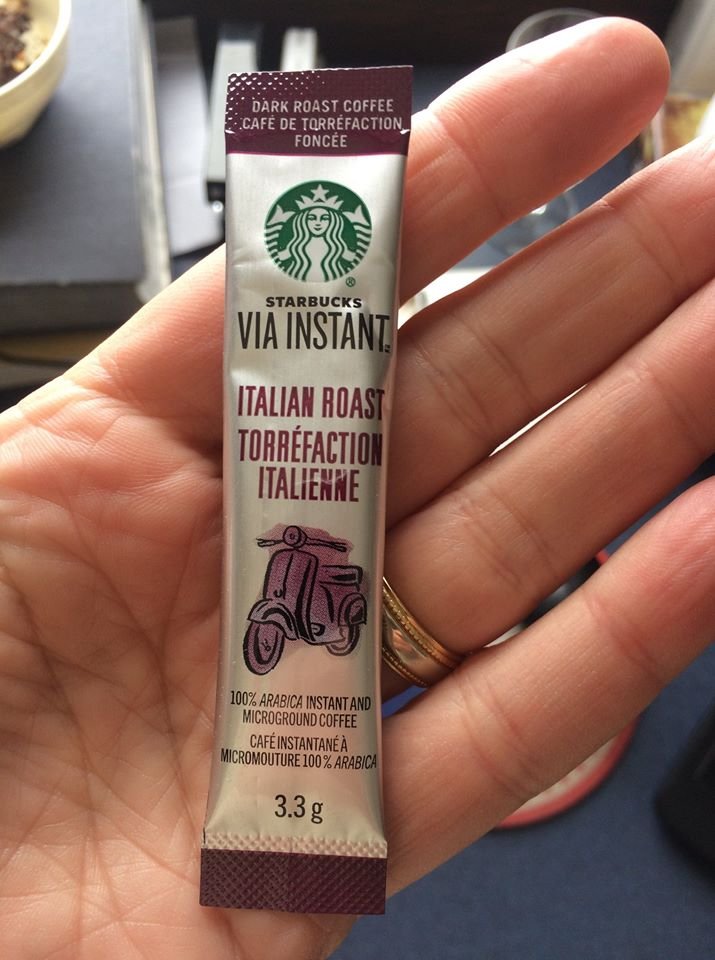 DARK ROAST COFFEE
CAFÉ DE TORRÉFACTION
FONCÉE
®
STARBUCKS
VIA INSTANT
ITALIAN ROAST
TORRÉFACTION
ITALIENNE
100% ARABICA INSTANT AND
MICROGROUND COFFEE
CAFÉ INSTANTANÉ À
MICROMOUTURE 100% ARABICA
3.3 g